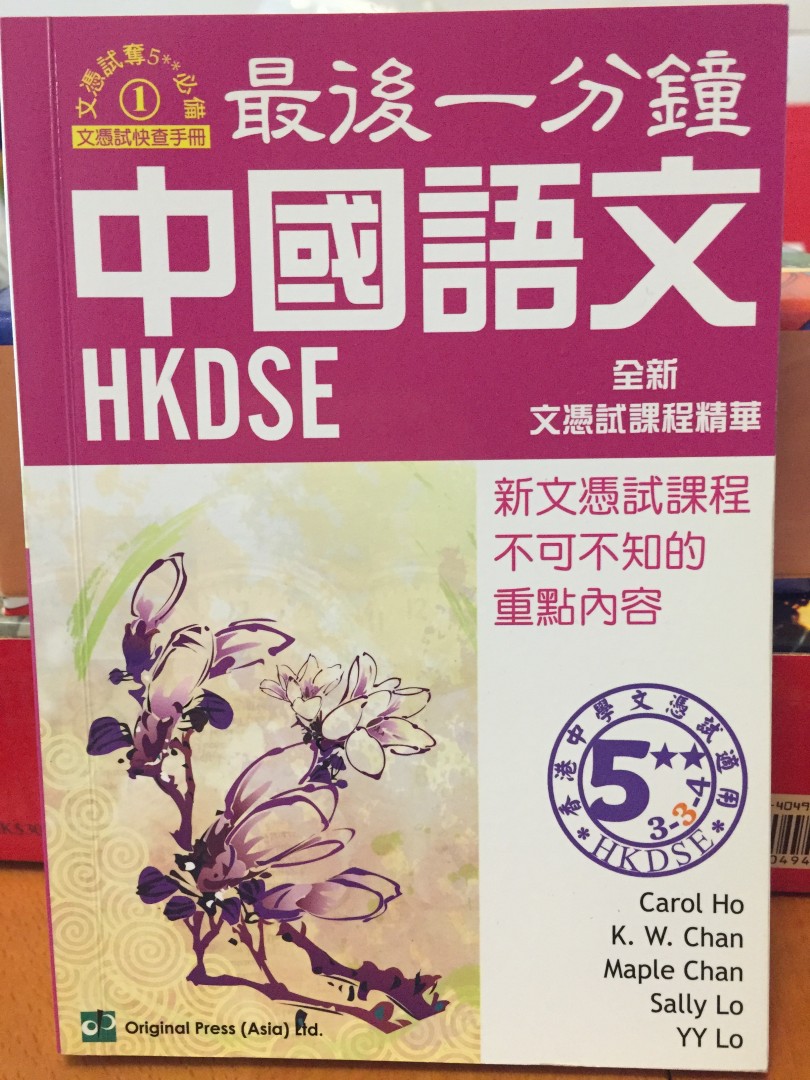 文憑試奪5**必備
1
文憑試快查手冊
最後一分鐘
中國語文
HKDSE
全新
文憑試課程精華
新文憑試課程
不可不知的
重點內容
香港中學文憑試適用
5★★
3-3-4
*HKDSE*
Carol Ho
K. W. Chan
Maple Chan
Sally Lo
YY Lo
Original Press (Asia) Ltd.
-4049
0494